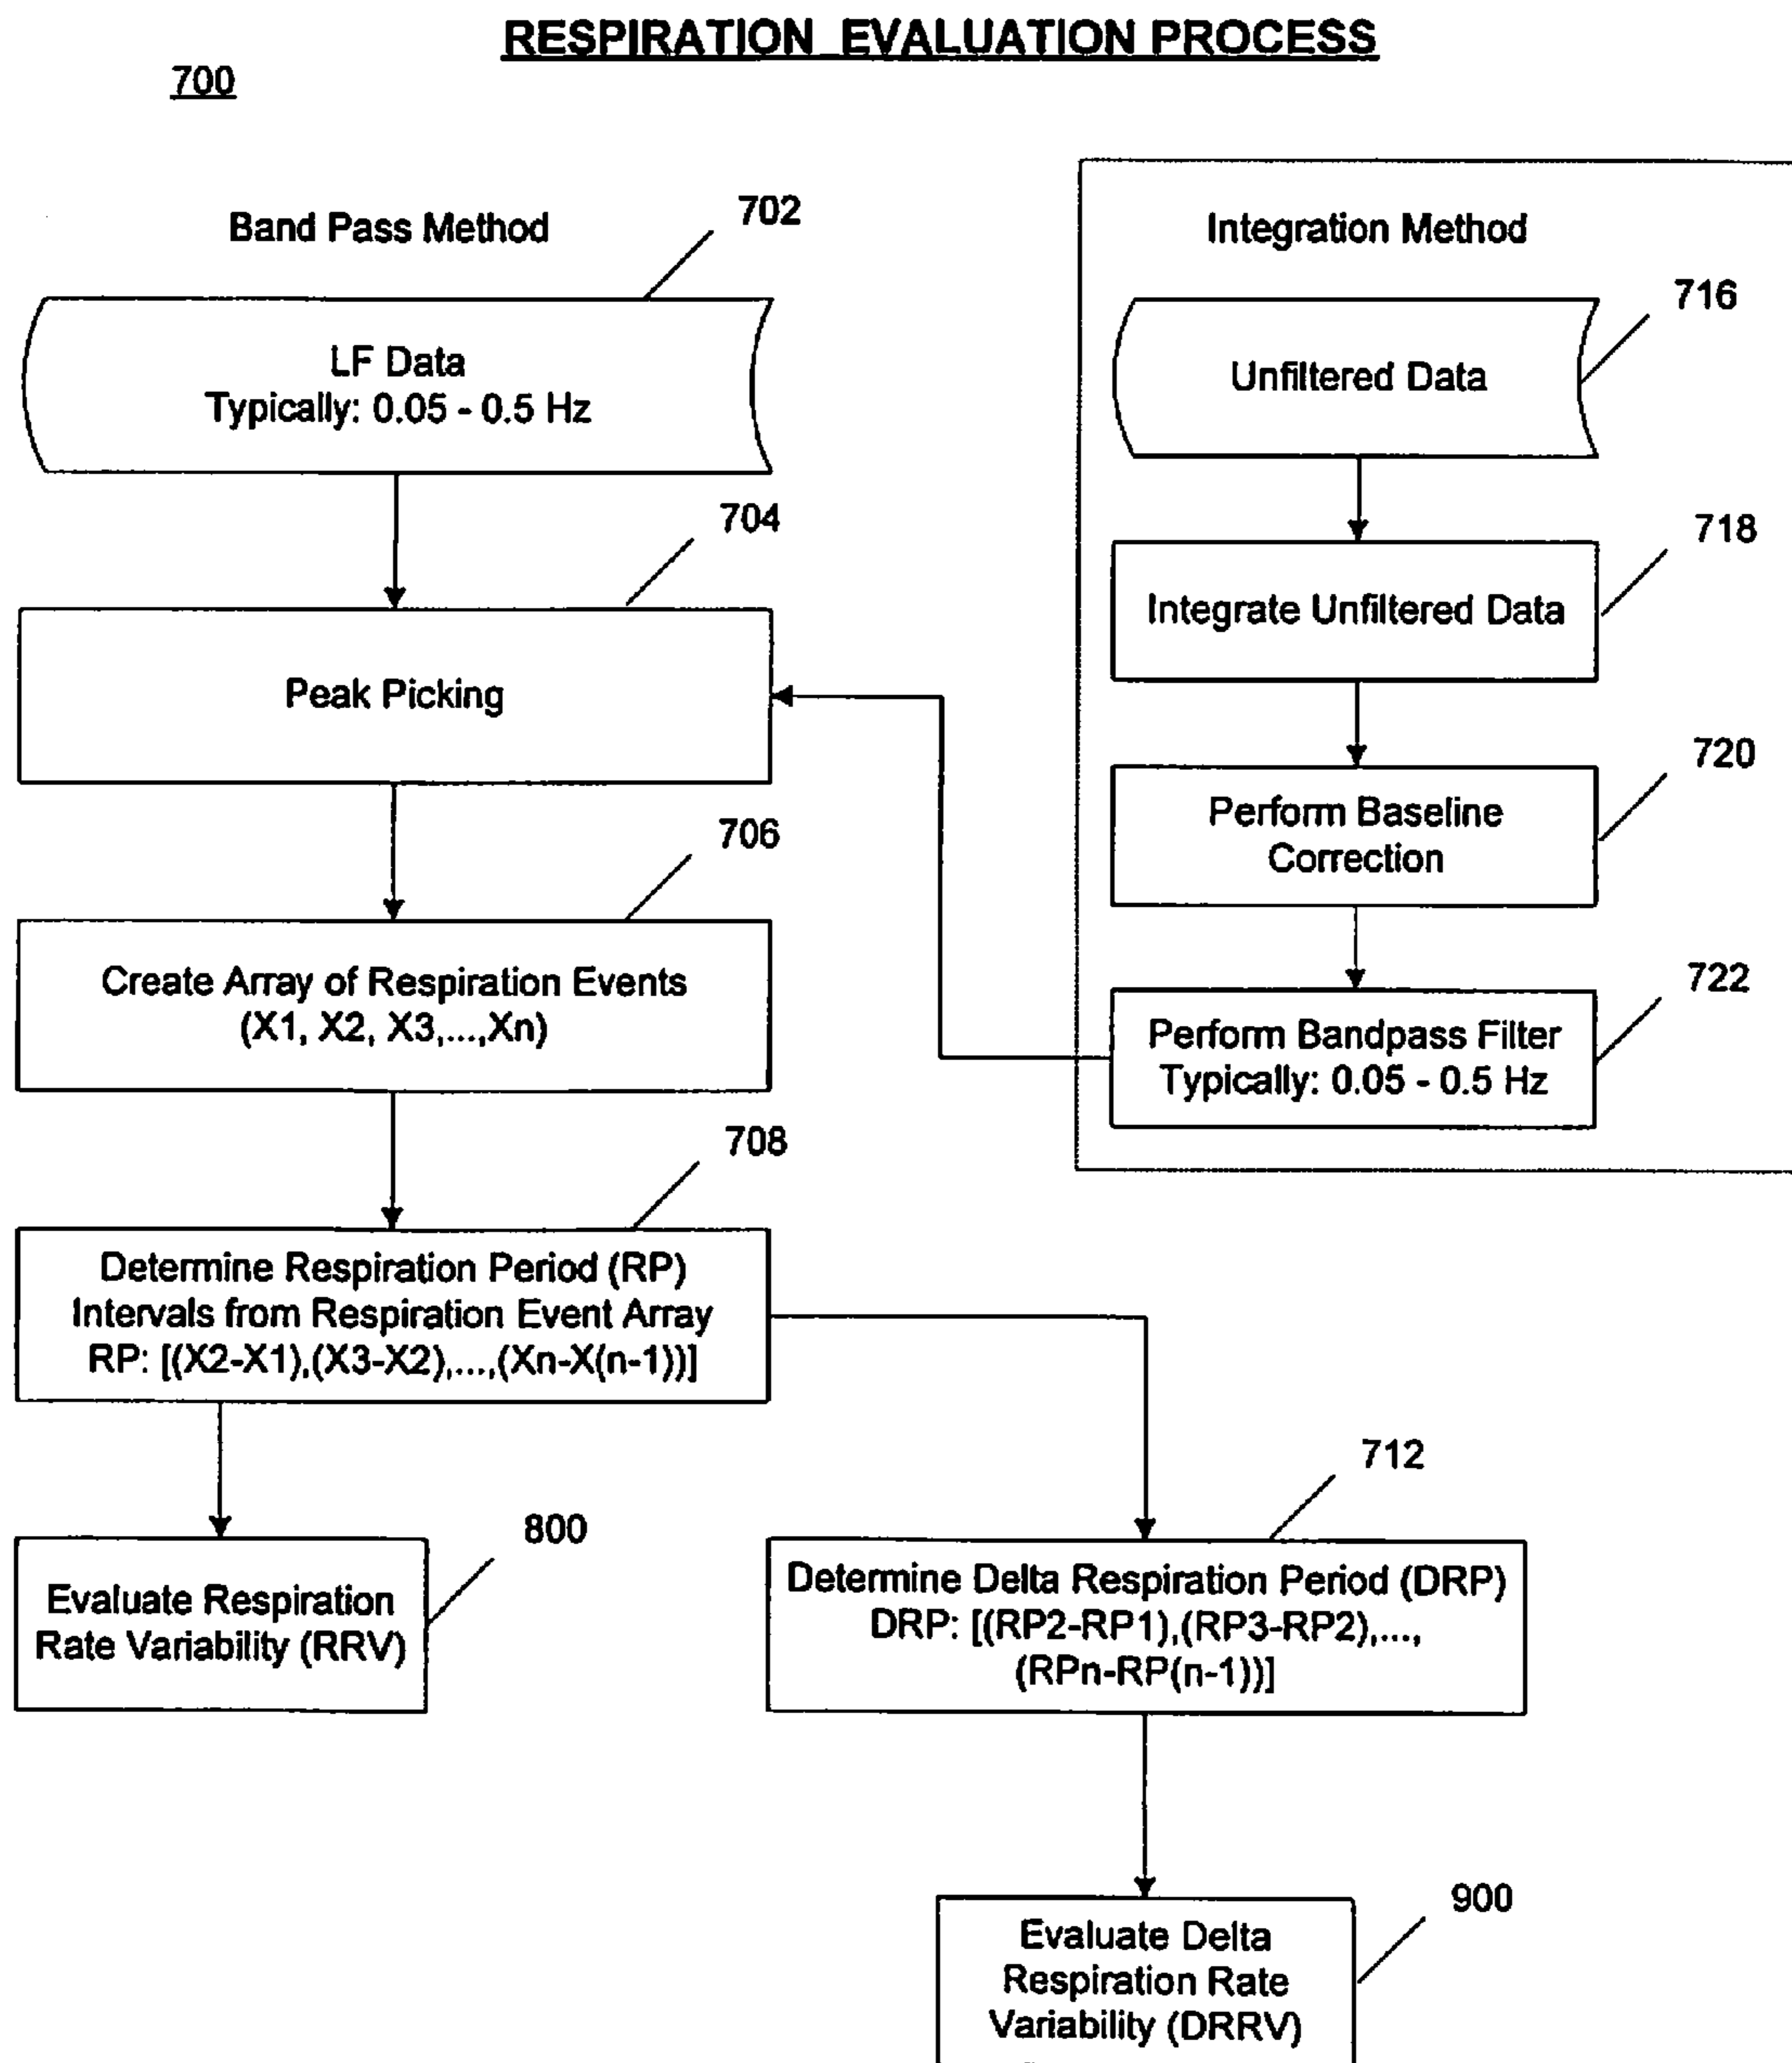 RESPIRATION EVALUATION PROCESS
700
Band Pass Method
702
LF Data
Typically: 0.05 - 0.5 Hz
704
Peak Picking
706
Create Array of Respiration Events
(X1, X2, X3,...,Xn)
708
Determine Respiration Period (RP)
Intervals from Respiration Event Array
RP: [(X2-X1),(X3-X2),...,(Xn-X(n-1))]
800
Evaluate Respiration
Rate Variability (RRV)
Integration Method
716
Unfiltered Data
718
Integrate Unfiltered Data
720
Perform Baseline
Correction
722
Perform Bandpass Filter
Typically: 0.05 - 0.5 Hz
712
Determine Delta Respiration Period (DRP)
DRP: [(RP2-RP1),(RP3-RP2),...,
(RPn-RP(n-1))]
900
Evaluate Delta
Respiration Rate
Variability (DRRV)